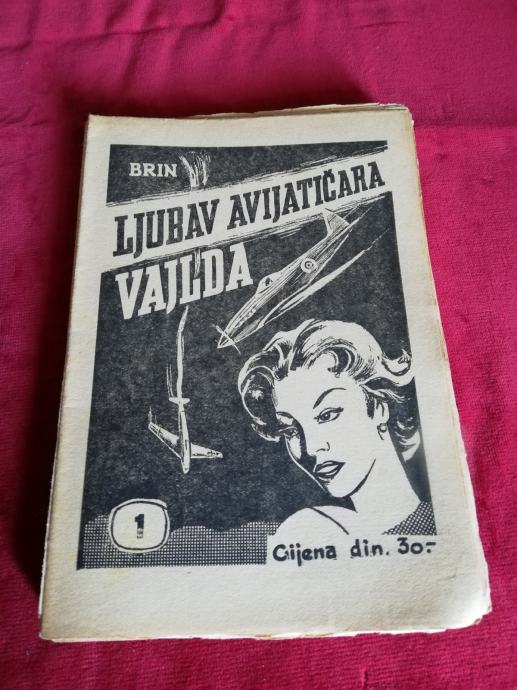 BRIN
LJUBAV AVIJATIČARA
VAJLDA
1
Cijena din. 30.-